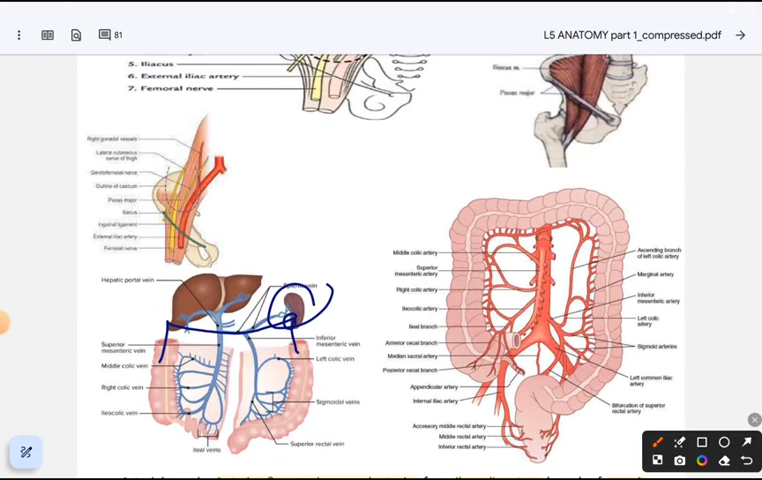 81
L5 ANATOMY part 1_compressed.pdf
5. Iliacus
6. External iliac artery
7. Femoral nerve
Iliacus m.
Psoas major
Right gonadal vessels
Lateral cutaneous
nerve of thigh
Genitofemoral nerve
Outline of caecum
Psoas major
Iliacus
Inguinal ligament
External iliac artery
Femoral nerve
Hepatic portal vein
Superior
mesenteric vein
Middle colic vein
Right colic vein
Ileocolic vein
Ileal veins
Inferior
mesenteric vein
Left colic vein
Sigmoidal veins
Superior rectal vein
Middle colic artery
Superior
mesenteric artery
Right colic artery
Ileocolic artery
Ileal branch
Anterior cecal branch
Median sacral artery
Posterior cecal branch
Appendicular artery
Internal iliac artery
Accessory middle rectal artery
Middle rectal artery
Inferior rectal artery
Ascending branch
of left colic artery
Marginal artery
Inferior
mesenteric artery
Left colic
artery
Sigmoid arteries
Left common iliac
artery
Bifurcation of superior
rectal artery